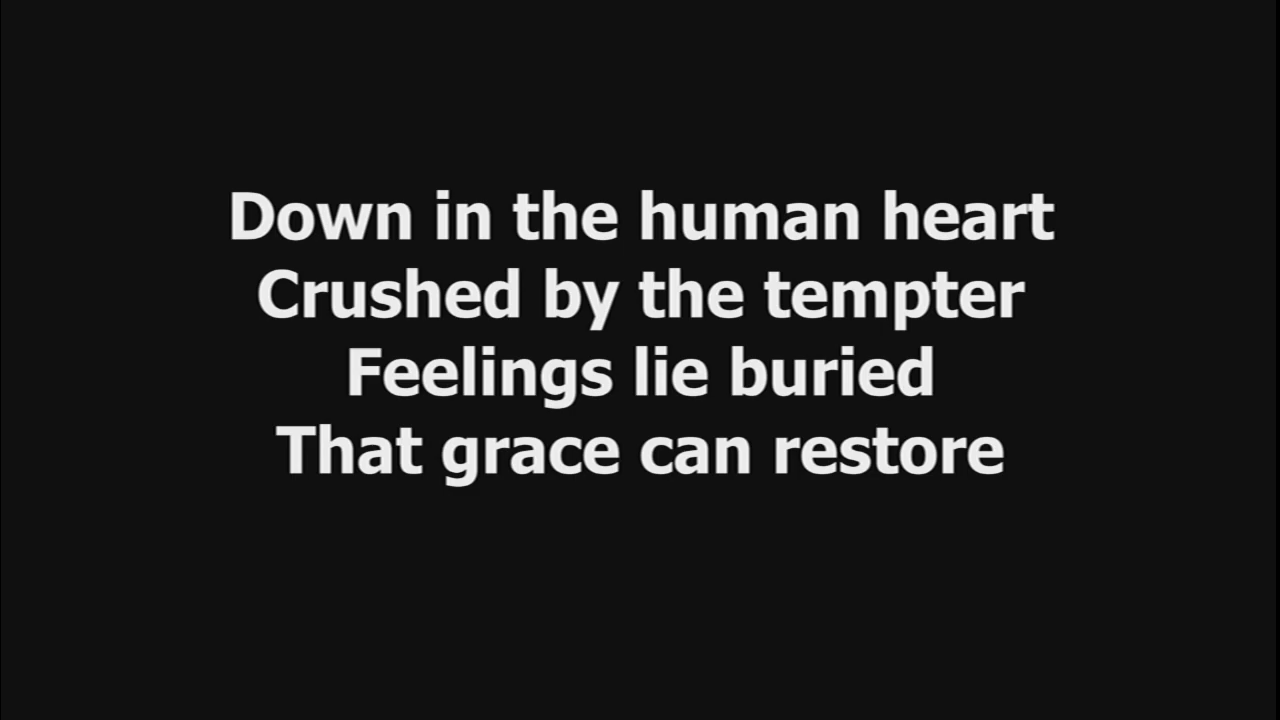 Down in the human heart
Crushed by the tempter
Feelings lie buried
That grace can restore